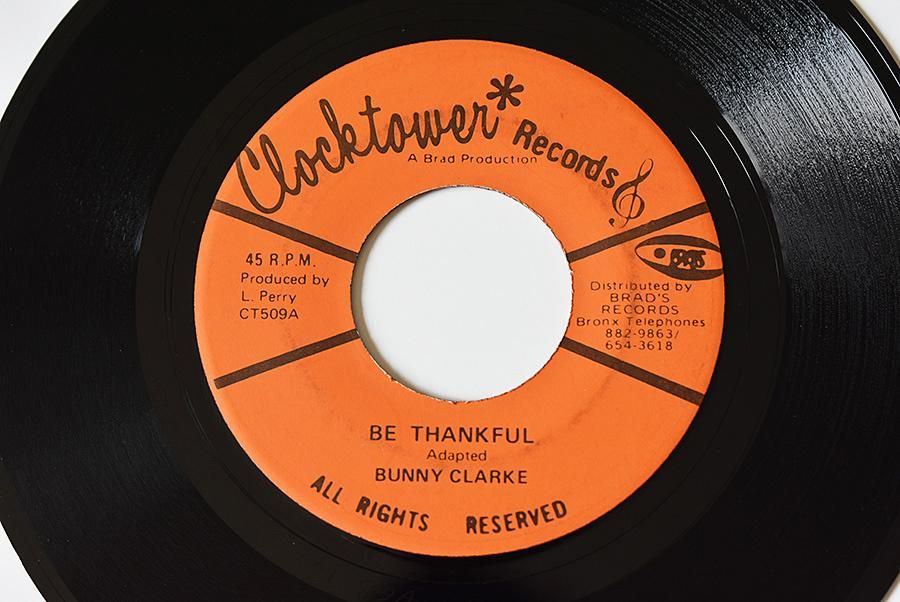 Clocktower* Records
A Brad Production
45 R.P.M.
Produced by
L. Perry
CT509A
BRADS
Distributed by
BRAD'S
RECORDS
Bronx Telephones
882-9863/
654-3618
BE THANKFUL
Adapted
BUNNY CLARKE
ALL RIGHTS RESERVED